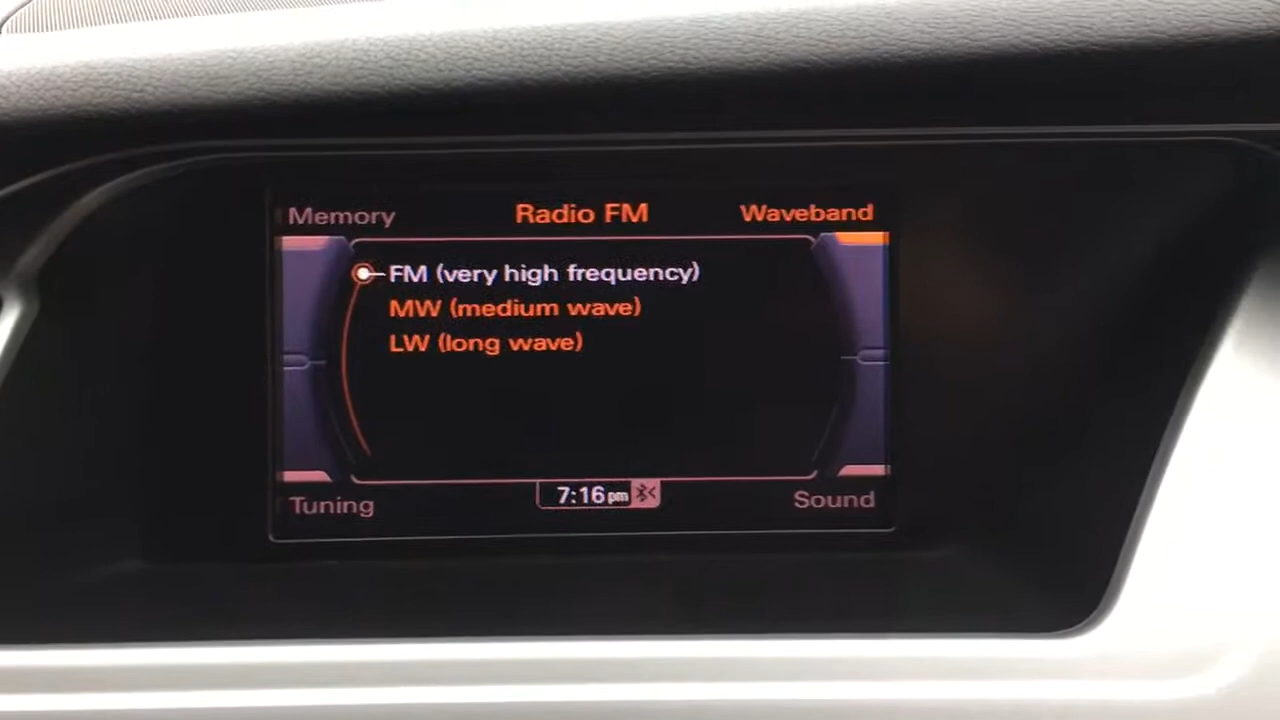 Memory
Radio FM
Waveband
FM (very high frequency)
MW (medium wave)
LW (long wave)
Tuning
7:16 pm
Sound